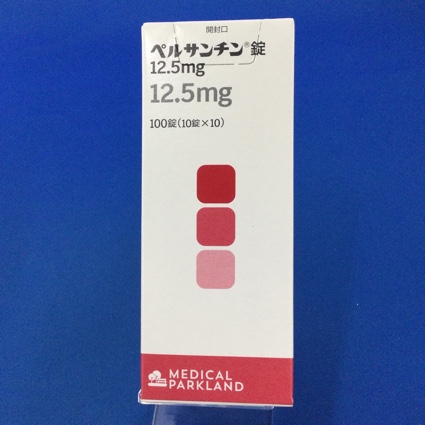 開封口
ペルサンチン®錠
12.5mg
12.5mg
100錠(10錠×10)
MEDICAL
PARKLAND